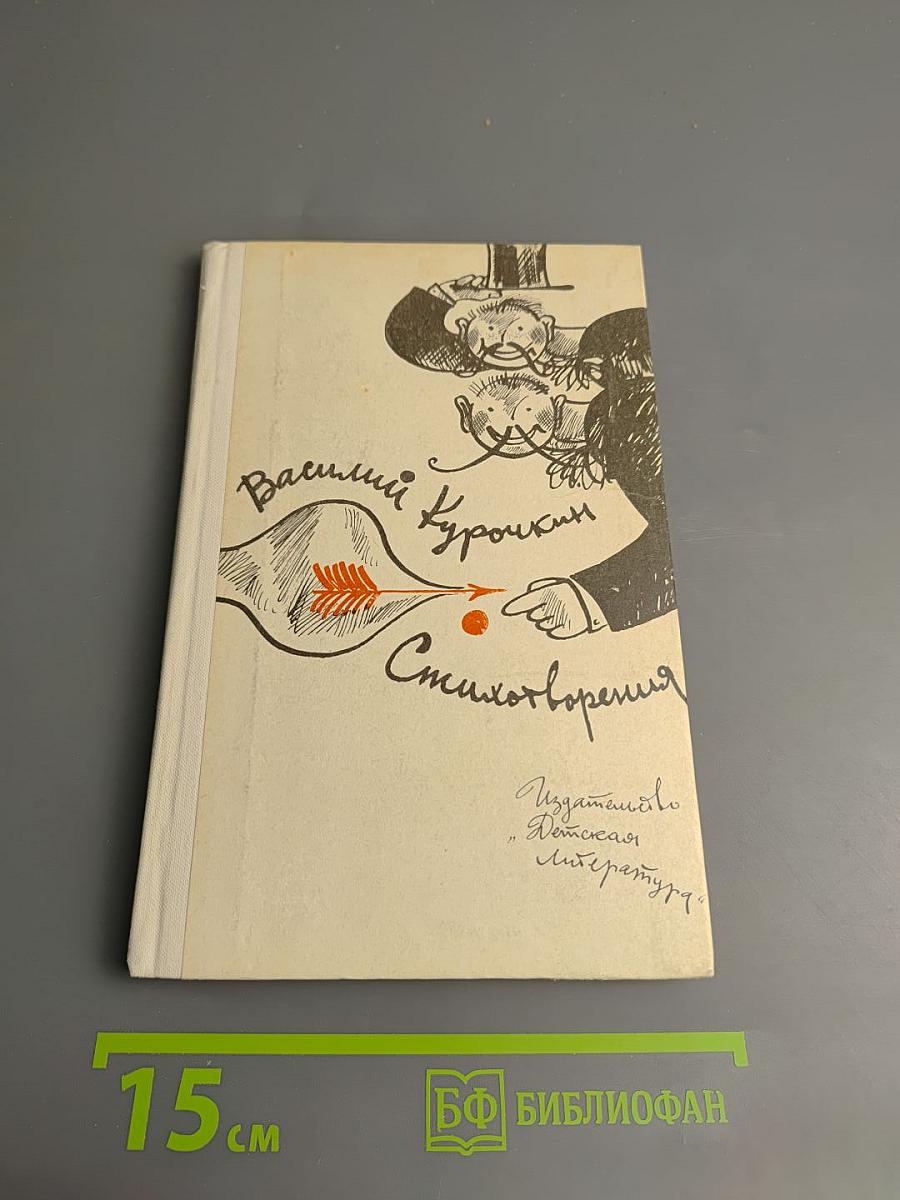 Василий Курочкин
Стихотворения
Издательство
„Детская
литература“
15 см
БФ БИБЛИОФАН